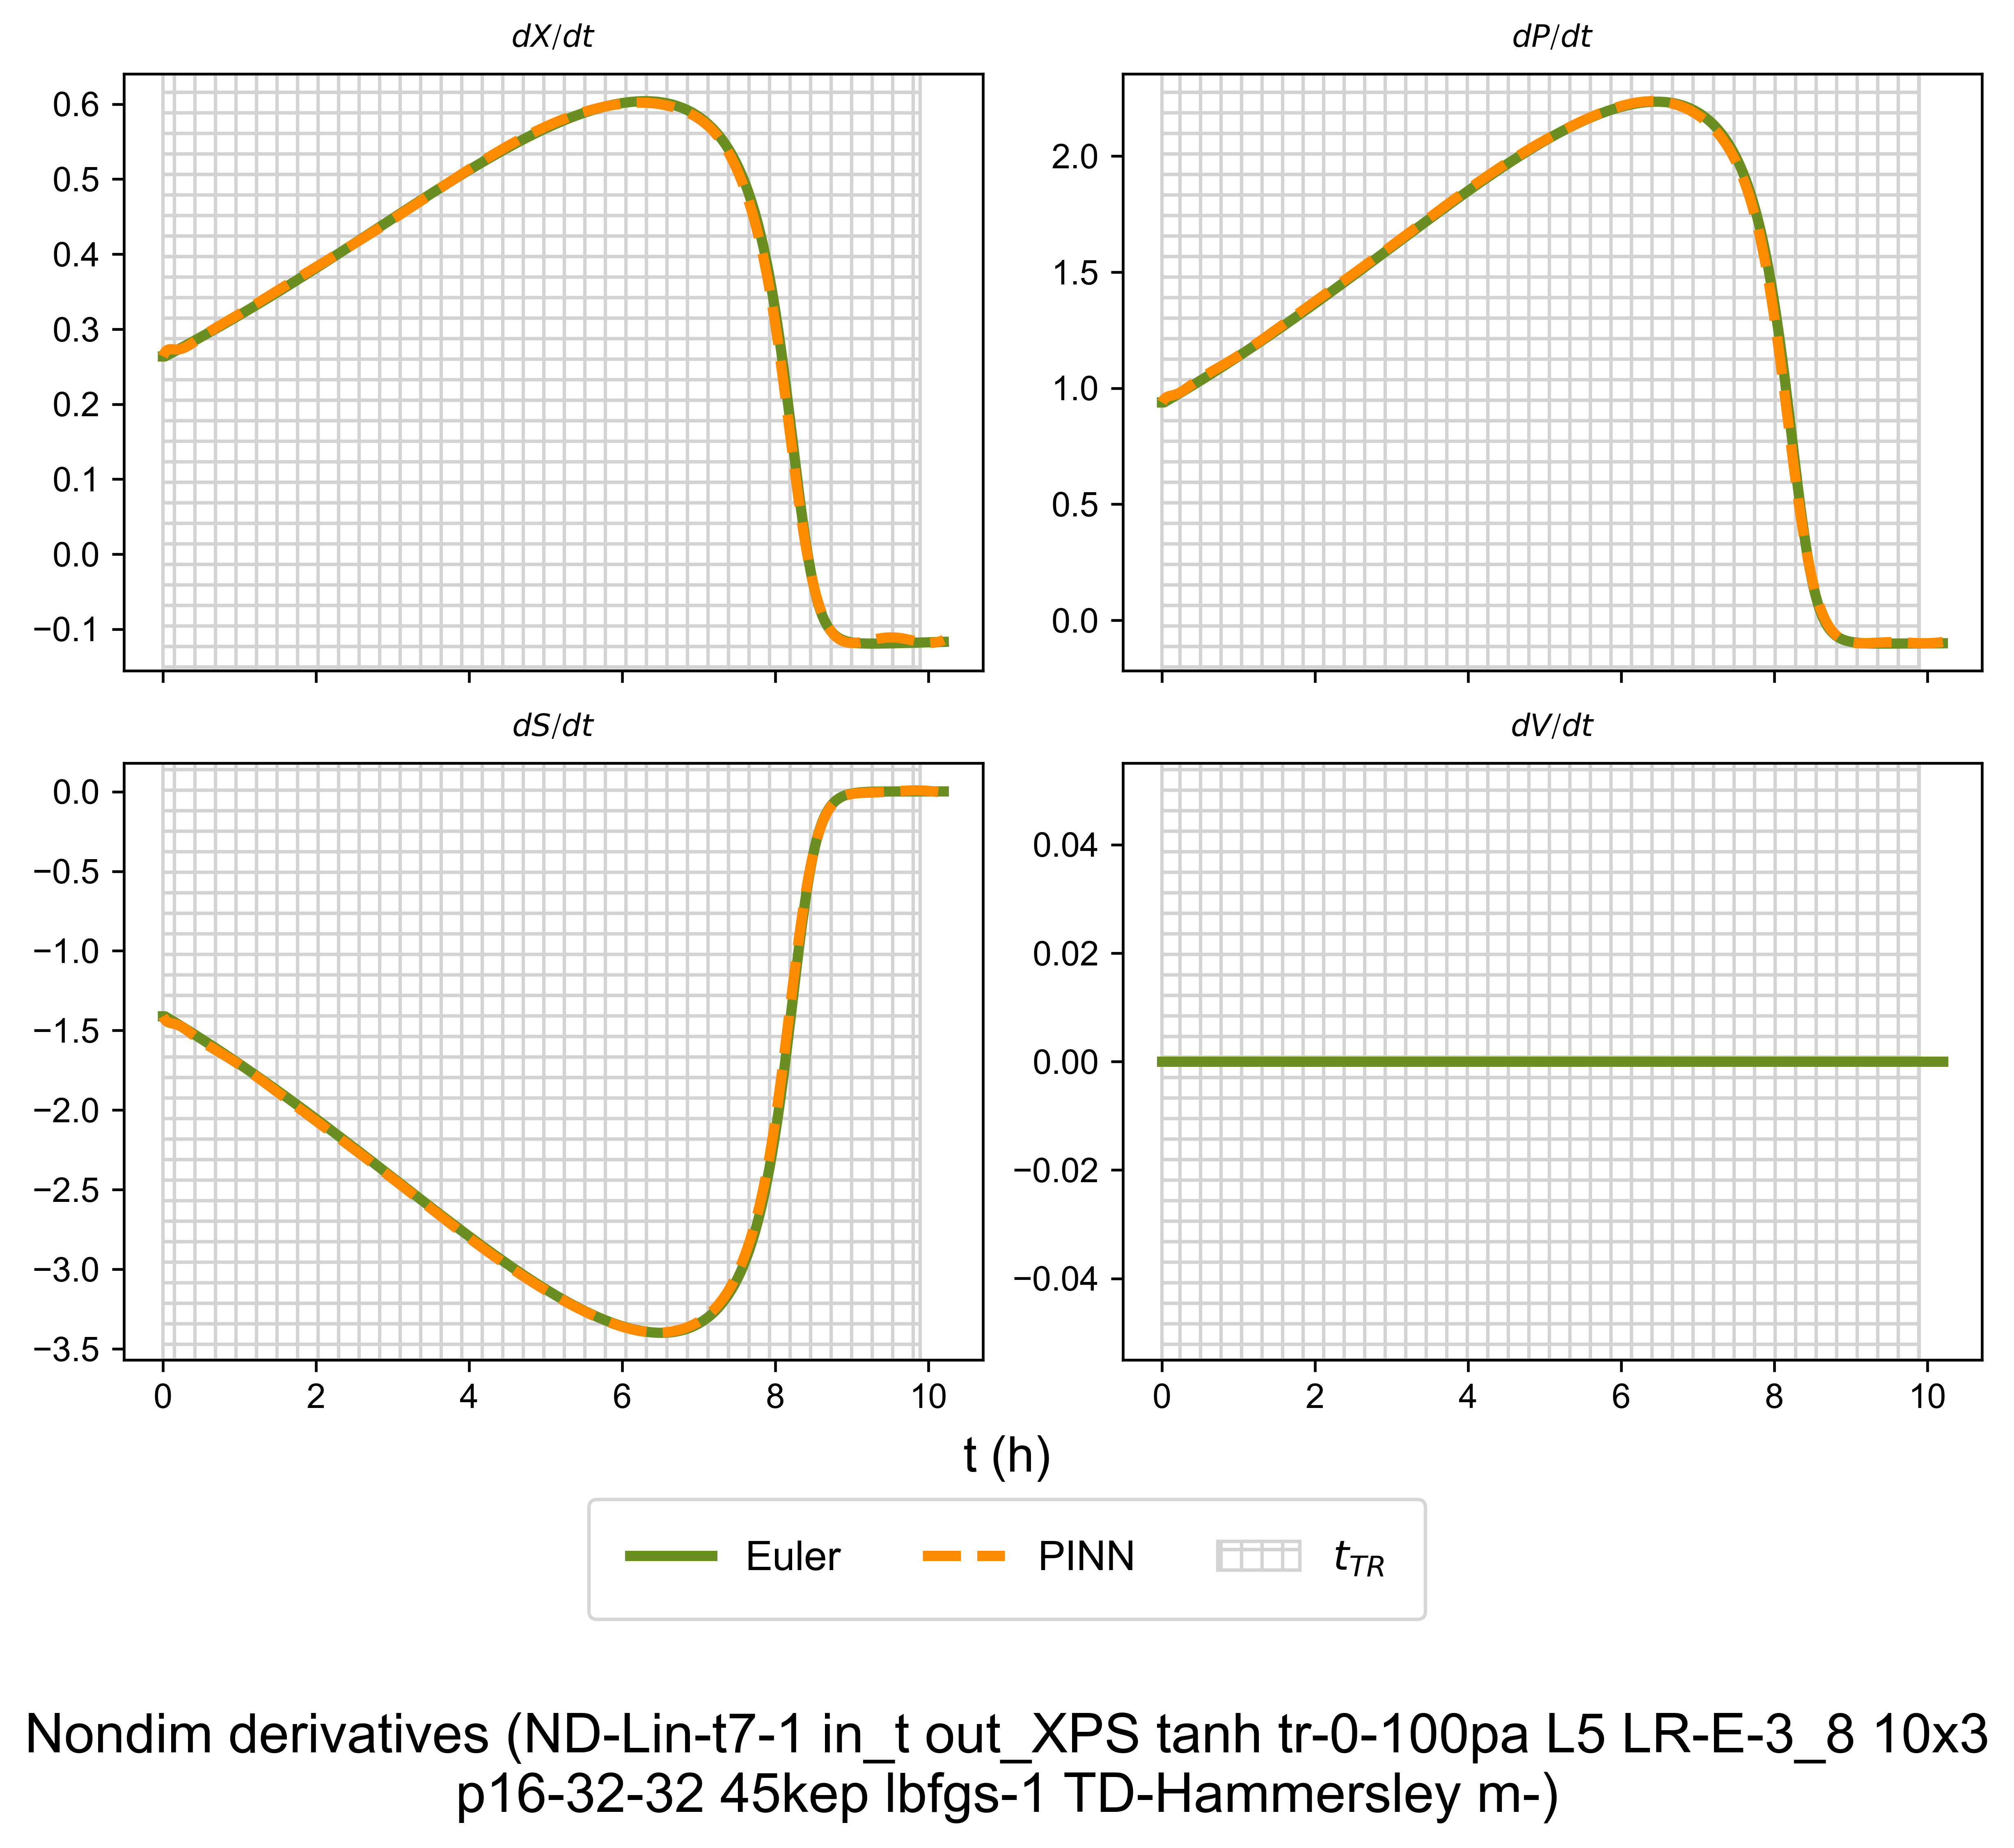 dX/dt
dP/dt
0.6
0.5
0.4
0.3
0.2
0.1
0.0
−0.1
2.0
1.5
1.0
0.5
0.0
dS/dt
dV/dt
0.0
−0.5
−1.0
−1.5
−2.0
−2.5
−3.0
−3.5
0.04
0.02
0.00
−0.02
−0.04
0 2 4 6 8 10
0 2 4 6 8 10
t (h)
Euler PINN t_{TR}
Nondim derivatives (ND-Lin-t7-1 in_t out_XPS tanh tr-0-100pa L5 LR-E-3_8 10x3
p16-32-32 45kep lbfgs-1 TD-Hammersley m-)